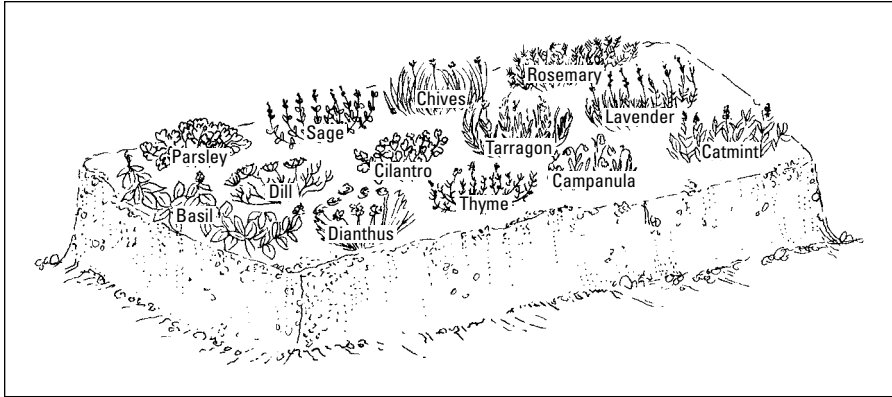 Rosemary
Chives
Lavender
Sage
Tarragon
Parsley
Cilantro
Catmint
Campanula
Dill
Thyme
Basil
Dianthus